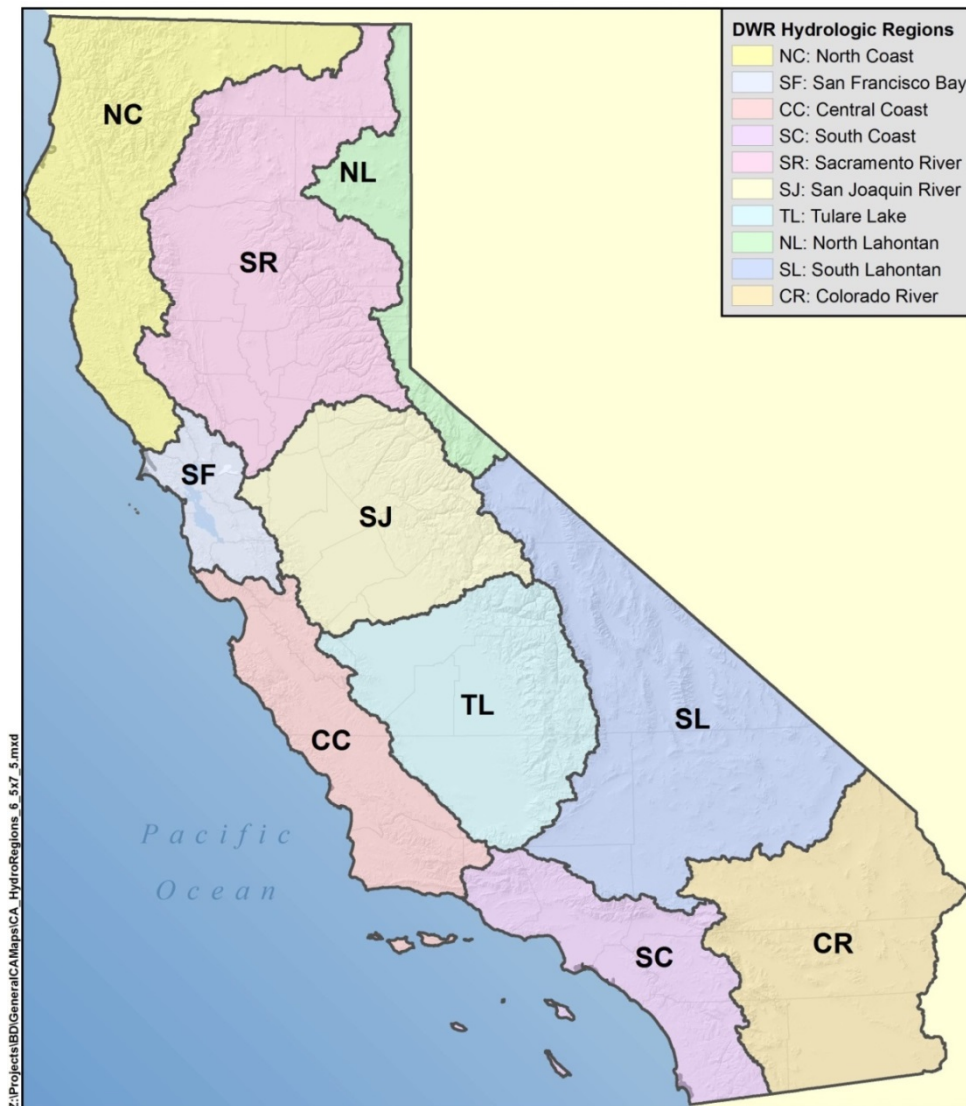 DWR Hydrologic Regions
NC: North Coast
SF: San Francisco Bay
CC: Central Coast
SC: South Coast
SR: Sacramento River
SJ: San Joaquin River
TL: Tulare Lake
NL: North Lahontan
SL: South Lahontan
CR: Colorado River
NC
NL
SR
SF
SJ
TL
SL
CC
Pacific
Ocean
SC
CR
Z:\Projects\BD\GeneralCAMaps\CA_HydroRegions_6_5x7_5.mxd